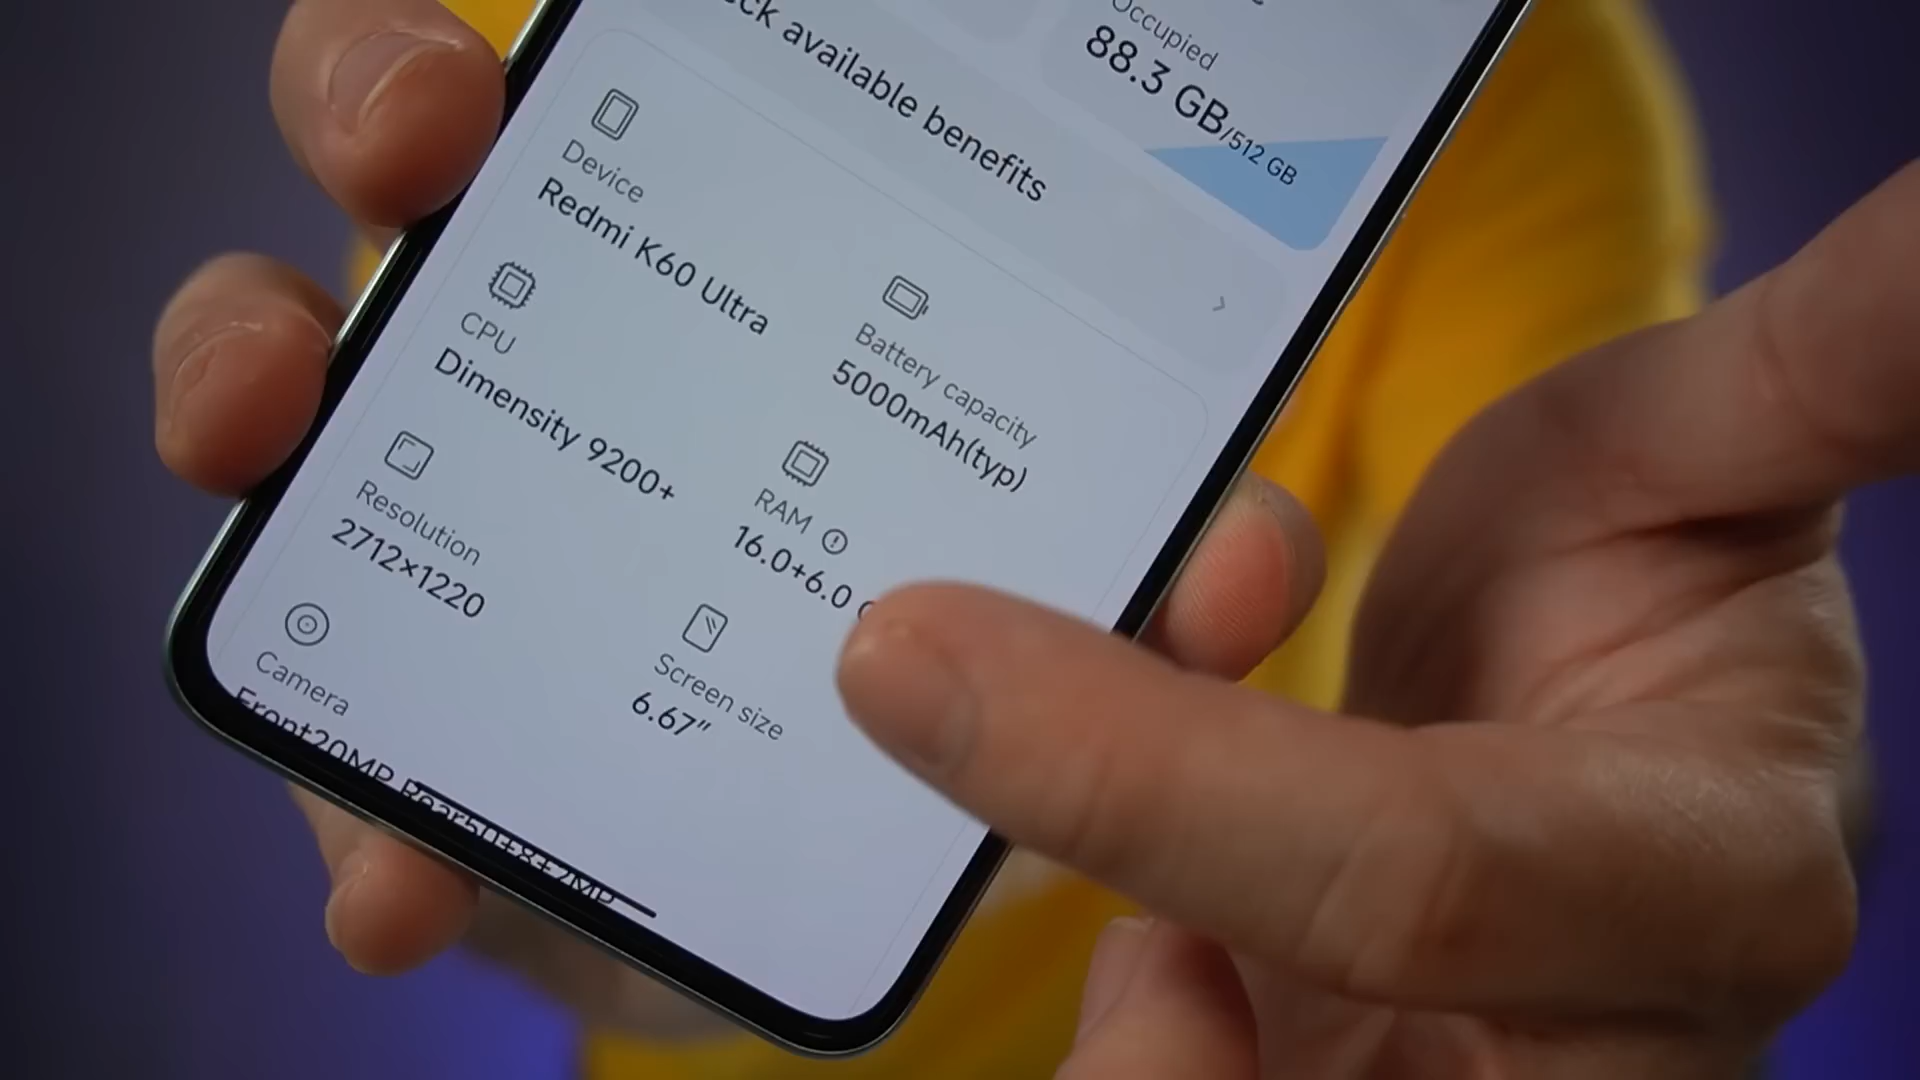 Occupied
88.3 GB/512 GB
available benefits
Device
Redmi K60 Ultra
Battery capacity
5000mAh(typ)
CPU
Dimensity 9200+
RAM
16.0+6.0
Resolution
2712×1220
Screen size
6.67"
Camera
Front20MP